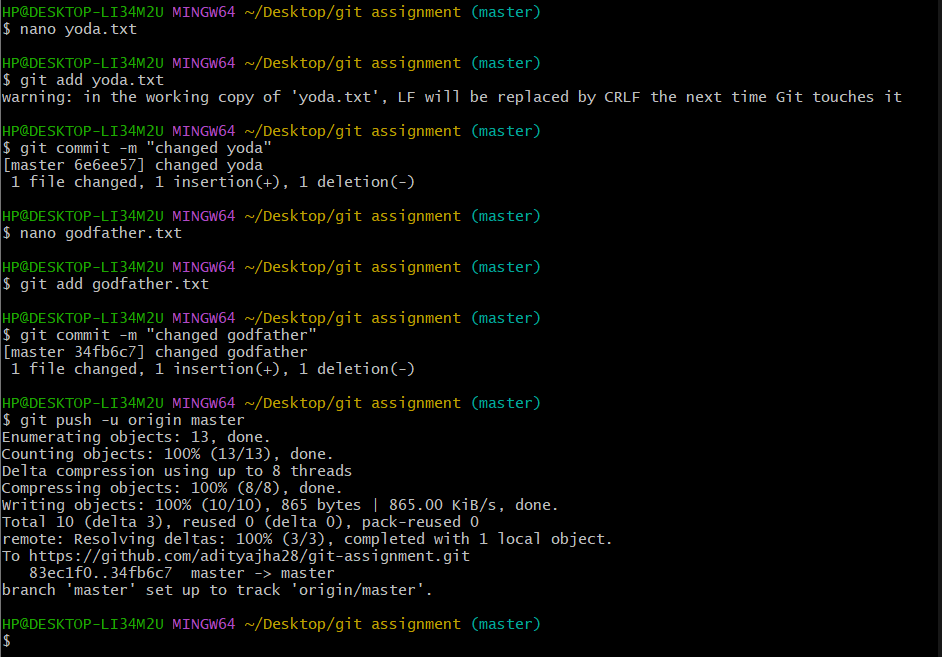 HP@DESKTOP-LI34M2U MINGW64 ~/Desktop/git assignment (master)
$ nano yoda.txt
HP@DESKTOP-LI34M2U MINGW64 ~/Desktop/git assignment (master)
$ git add yoda.txt
warning: in the working copy of 'yoda.txt', LF will be replaced by CRLF the next time Git touches it
HP@DESKTOP-LI34M2U MINGW64 ~/Desktop/git assignment (master)
$ git commit -m "changed yoda"
[master 6e6ee57] changed yoda
 1 file changed, 1 insertion(+), 1 deletion(-)
HP@DESKTOP-LI34M2U MINGW64 ~/Desktop/git assignment (master)
$ nano godfather.txt
HP@DESKTOP-LI34M2U MINGW64 ~/Desktop/git assignment (master)
$ git add godfather.txt
HP@DESKTOP-LI34M2U MINGW64 ~/Desktop/git assignment (master)
$ git commit -m "changed godfather"
[master 34fb6c7] changed godfather
 1 file changed, 1 insertion(+), 1 deletion(-)
HP@DESKTOP-LI34M2U MINGW64 ~/Desktop/git assignment (master)
$ git push -u origin master
Enumerating objects: 13, done.
Counting objects: 100% (13/13), done.
Delta compression using up to 8 threads
Compressing objects: 100% (8/8), done.
Writing objects: 100% (10/10), 865 bytes | 865.00 KiB/s, done.
Total 10 (delta 3), reused 0 (delta 0), pack-reused 0
remote: Resolving deltas: 100% (3/3), completed with 1 local object.
To https://github.com/adityajha28/git-assignment.git
   83ec1f0..34fb6c7  master -> master
branch 'master' set up to track 'origin/master'.
HP@DESKTOP-LI34M2U MINGW64 ~/Desktop/git assignment (master)
$